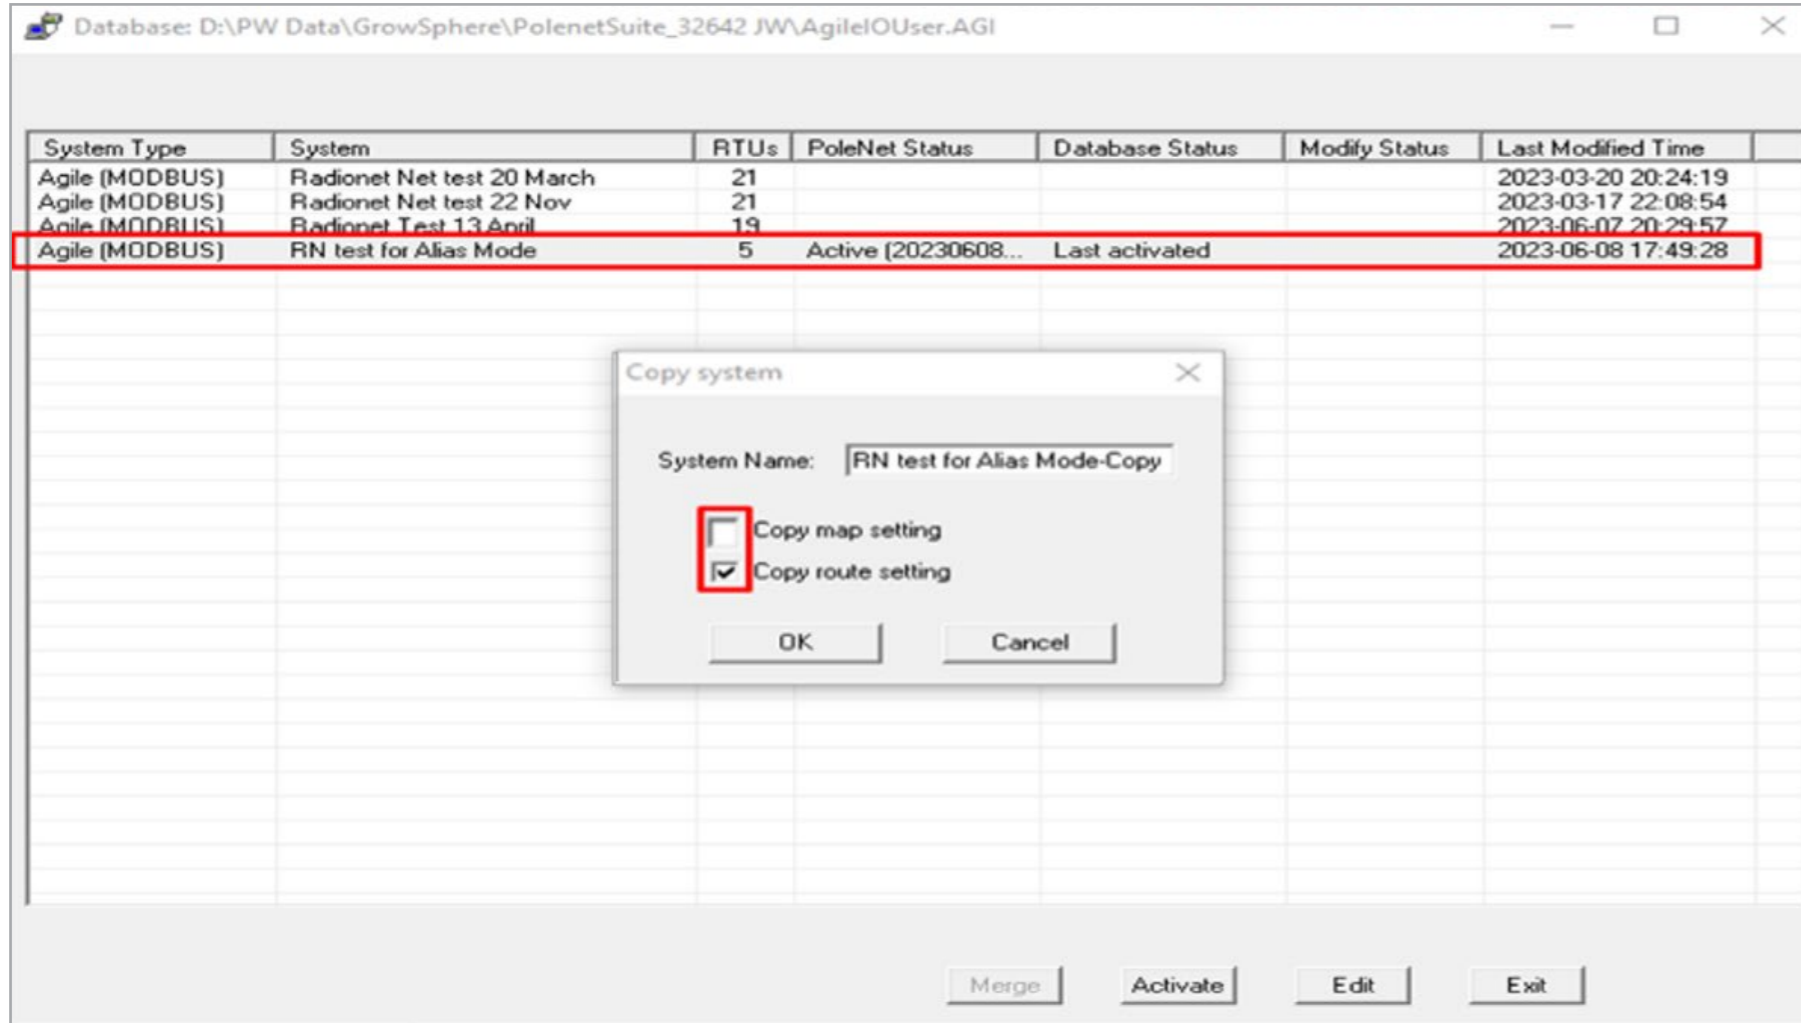 Database: D:\PW Data\GrowSphere\PolenetSuite_32642 JW\AgileIOUser.AGI
System Type System RTUs PoleNet Status Database Status Modify Status Last Modified Time
Agile (MODBUS) Radionet Net test 20 March 21 2023-03-20 20:24:19
Agile (MODBUS) Radionet Net test 22 Nov 21 2023-03-17 22:08:54
Agile (MODBUS) Radionet Test 13 April 19 2023-06-07 20:29:57
Agile (MODBUS) RN test for Alias Mode 5 Active (20230608... Last activated 2023-06-08 17:49:28
Copy system
System Name: RN test for Alias Mode-Copy
Copy map setting
Copy route setting
OK Cancel
Merge Activate Edit Exit